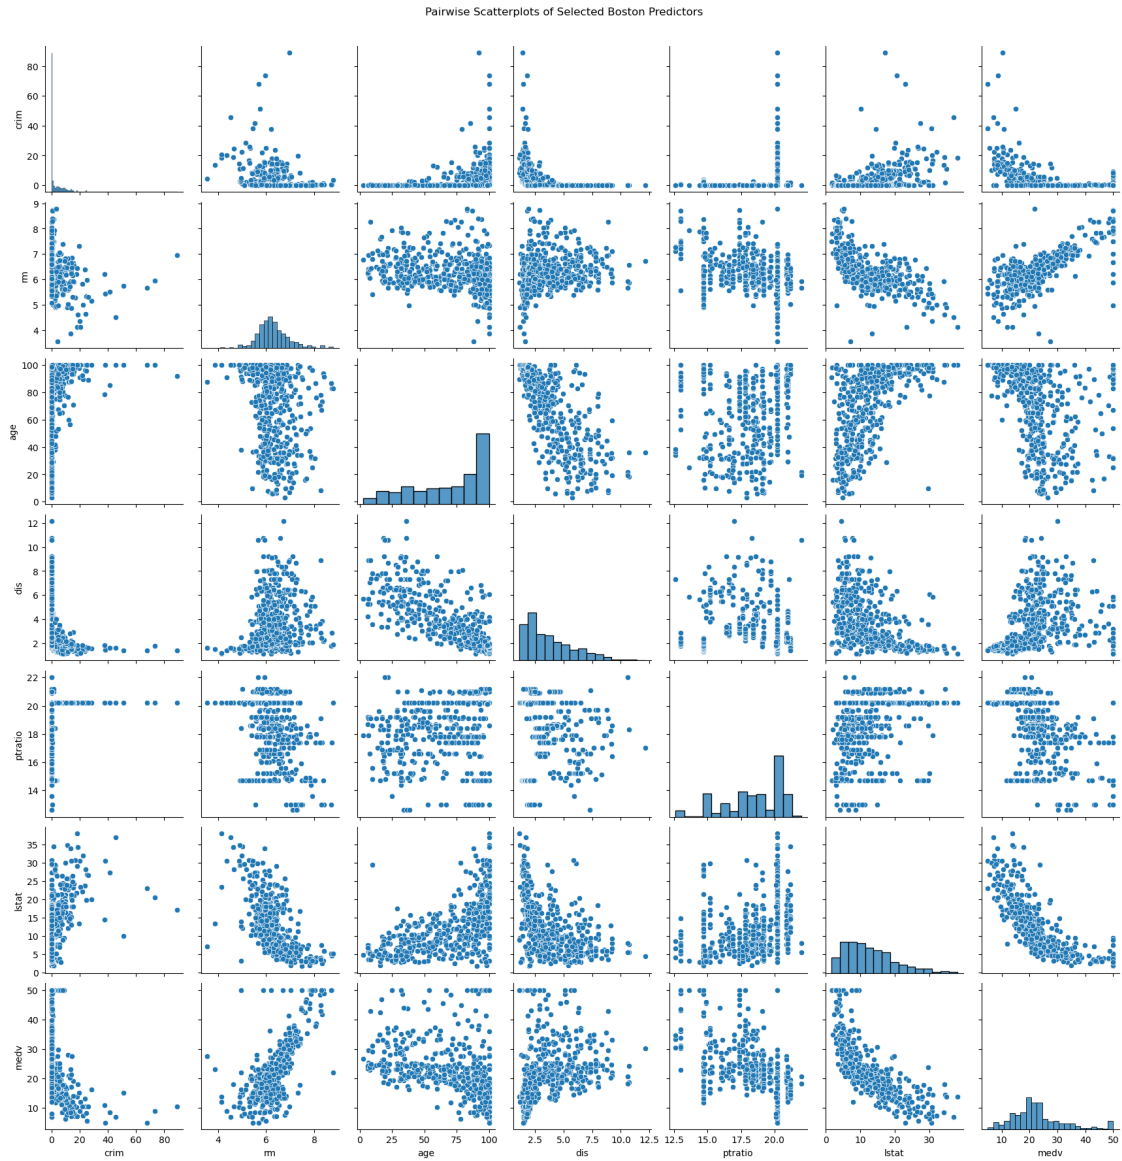 Pairwise Scatterplots of Selected Boston Predictors
80
60
40
20
0
crim
9
8
7
6
5
4
rm
100
80
60
40
20
0
age
12
10
8
6
4
2
dis
22
20
18
16
14
ptratio
35
30
25
20
15
10
5
0
lstat
50
40
30
20
10
medv
0 20 40 60 80
4 6 8
0 25 50 75 100
2.5 5.0 7.5 10.0 12.5
12.5 15.0 17.5 20.0
0 10 20 30
10 20 30 40 50
crim rm age dis ptratio lstat medv